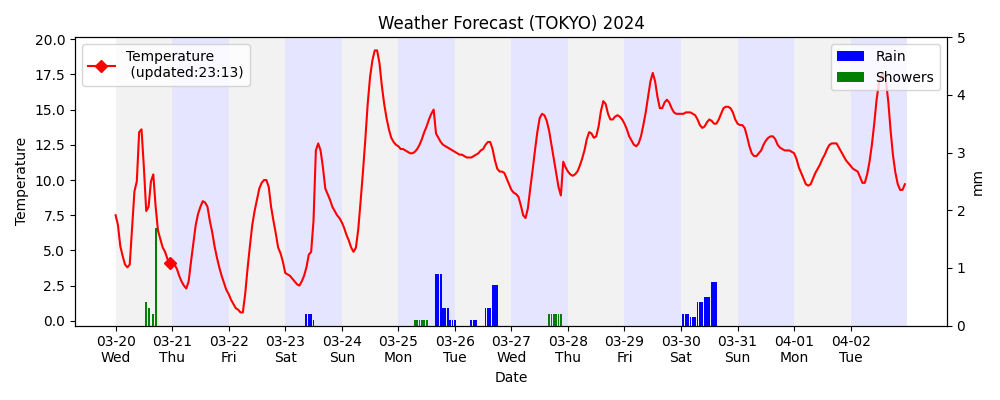 Weather Forecast (TOKYO) 2024
Temperature
(updated:23:13)
Rain
Showers
20.0
17.5
15.0
12.5
10.0
7.5
5.0
2.5
0.0
Temperature
5
4
3
2
1
0
mm
03-20 03-21 03-22 03-23 03-24 03-25 03-26 03-27 03-28 03-29 03-30 03-31 04-01 04-02
Wed Thu Fri Sat Sun Mon Tue Wed Thu Fri Sat Sun Mon Tue
Date